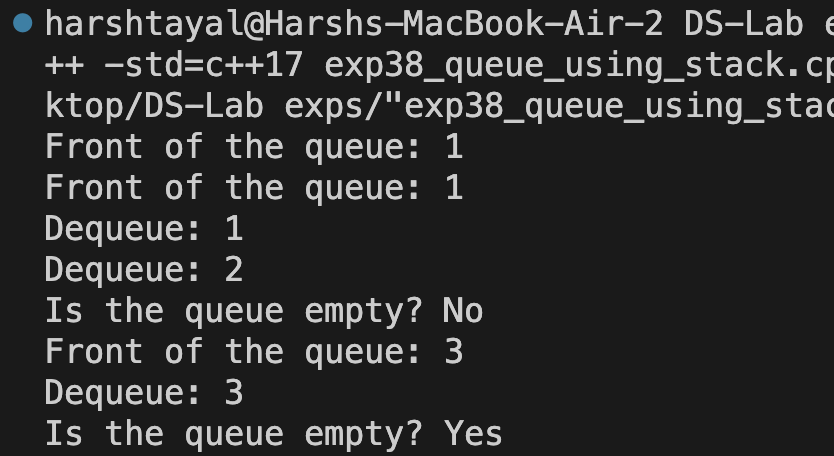 harshtayal@Harshs-MacBook-Air-2 DS-Lab
++ -std=c++17 exp38_queue_using_stack.cp
ktop/DS-Lab exps/"exp38_queue_using_stac
Front of the queue: 1
Front of the queue: 1
Dequeue: 1
Dequeue: 2
Is the queue empty? No
Front of the queue: 3
Dequeue: 3
Is the queue empty? Yes